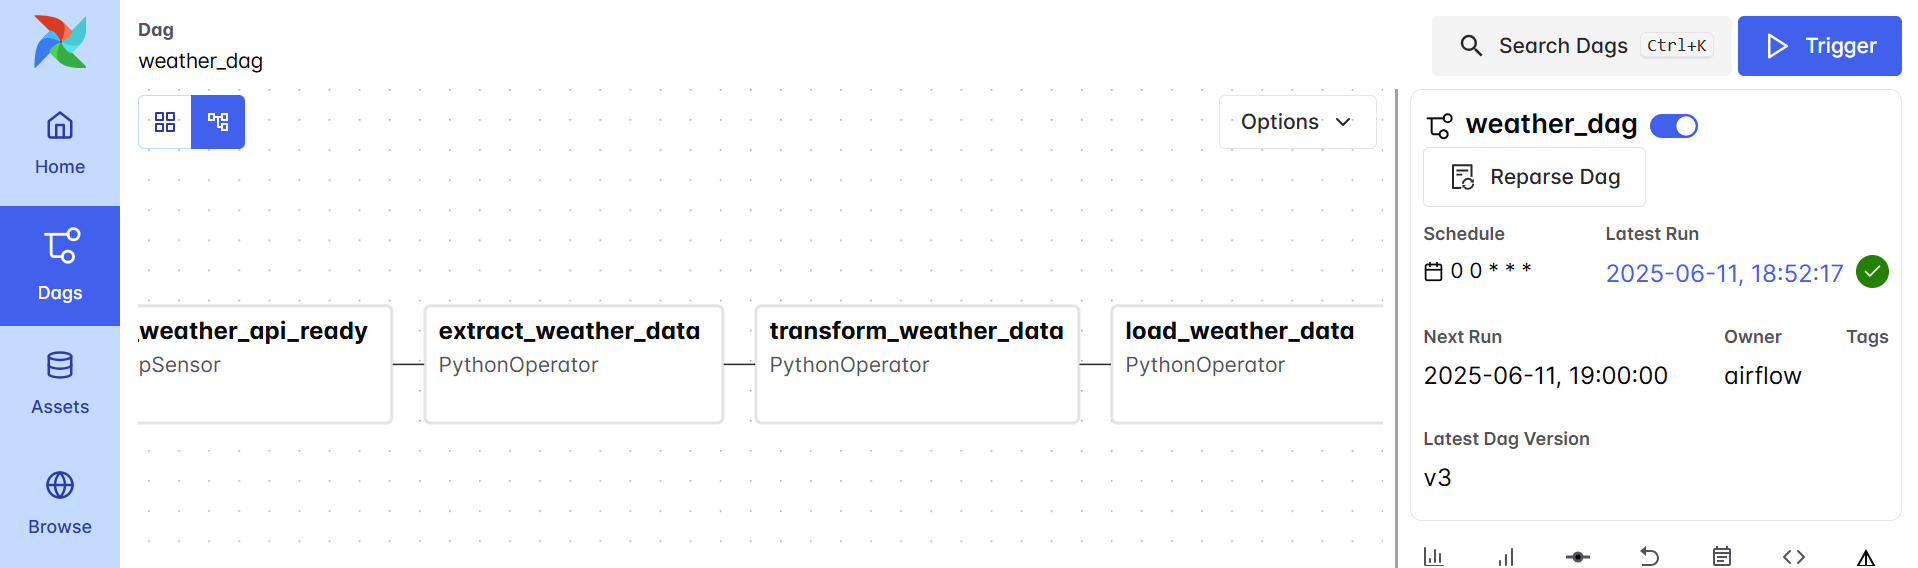 Dag
weather_dag
Search Dags Ctrl+K
Trigger
Home
Dags
Assets
Browse
Options
_weather_api_ready
pSensor
extract_weather_data
PythonOperator
transform_weather_data
PythonOperator
load_weather_data
PythonOperator
weather_dag
Reparse Dag
Schedule
0 0 * * *
Latest Run
2025-06-11, 18:52:17
Next Run
2025-06-11, 19:00:00
Owner
airflow
Tags
Latest Dag Version
v3